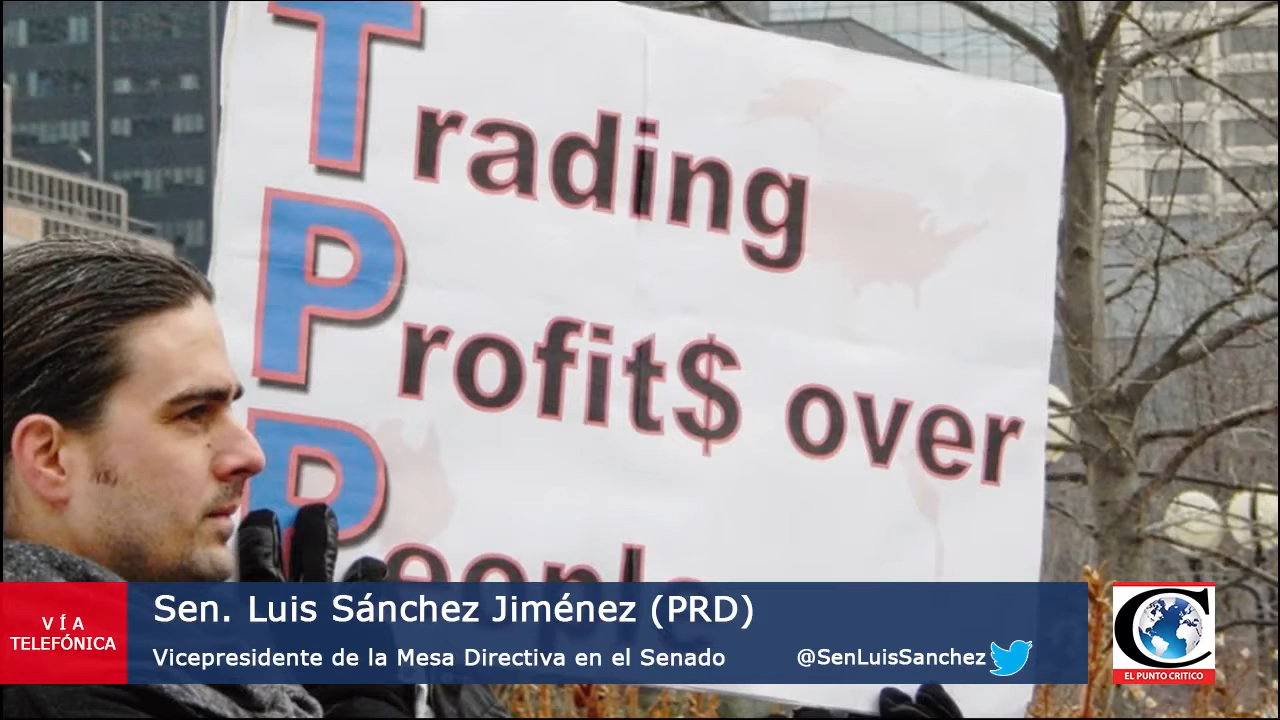 Trading
Profit$ over
People
VÍA
TELEFÓNICA
Sen. Luis Sánchez Jiménez (PRD)
Vicepresidente de la Mesa Directiva en el Senado
@SenLuisSanchez
C
EL PUNTO CRITICO